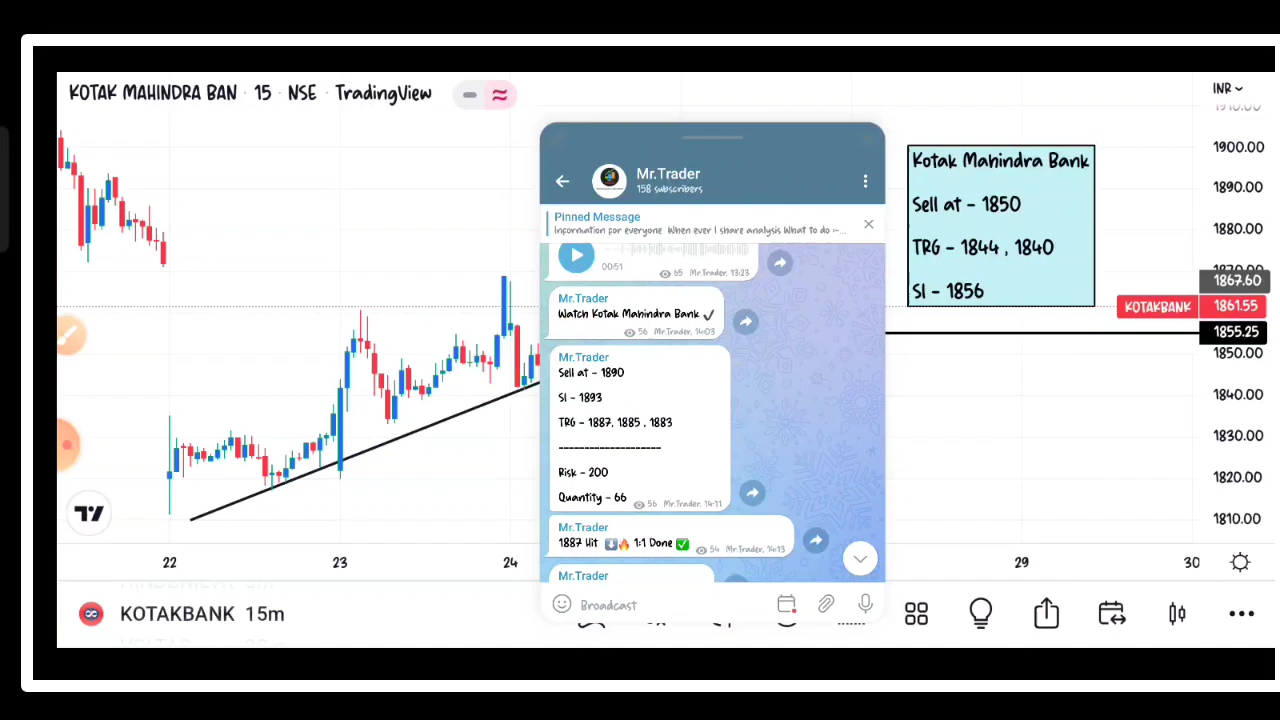 KOTAK MAHINDRA BAN · 15 · NSE · TradingView
INR
1910.00
1900.00
1890.00
1880.00
1870.00
1867.60
KOTAKBANK 1861.55
1855.25
1850.00
1840.00
1830.00
1820.00
1810.00
Kotak Mahindra Bank
Sell at - 1850
TRG - 1844 , 1840
Sl - 1856
Mr.Trader
158 subscribers
Pinned Message
Information for everyone When ever I share analysis What to do :-...
00:51
65 Mr.Trader, 13:23
Mr.Trader
Watch Kotak Mahindra Bank ✓
56 Mr.Trader, 14:03
Mr.Trader
Sell at - 1890
Sl - 1893
TRG - 1887, 1885 , 1883
---------------------
Risk - 200
Quantity - 66
56 Mr.Trader, 14:11
Mr.Trader
1887 Hit ⬇️🔥 1:1 Done ✅
54 Mr.Trader, 14:13
Mr.Trader
Broadcast
22 23 24 29 30
KOTAKBANK 15m